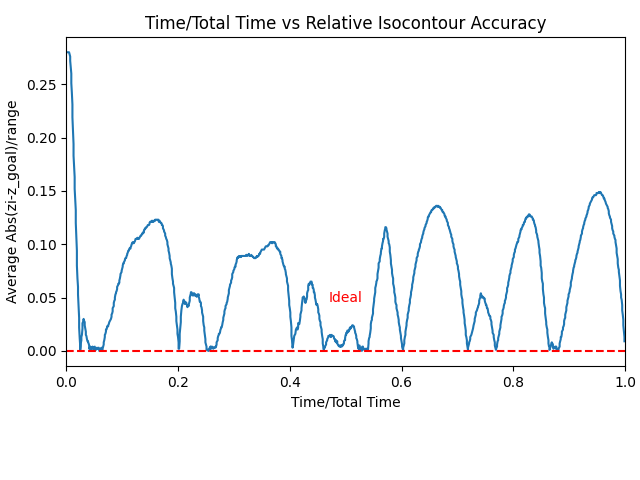 Time/Total Time vs Relative Isocontour Accuracy
Average Abs(zi-z_goal)/range
0.25
0.20
0.15
0.10
0.05
0.00
Ideal
0.0 0.2 0.4 0.6 0.8 1.0
Time/Total Time